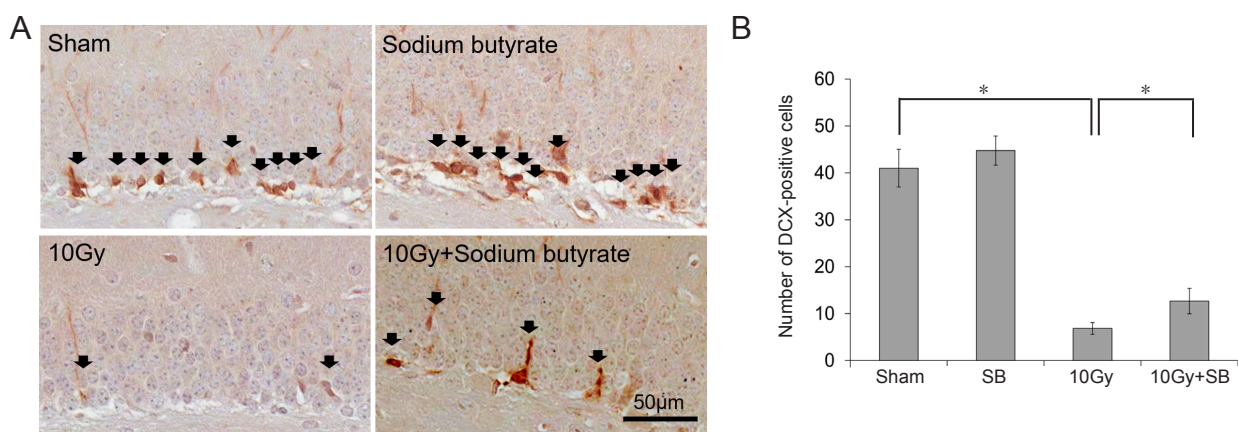 A
Sham
Sodium butyrate
10Gy
10Gy+Sodium butyrate
50μm
B
Number of DCX-positive cells
60
50
40
30
20
10
0
*
*
Sham
SB
10Gy
10Gy+SB